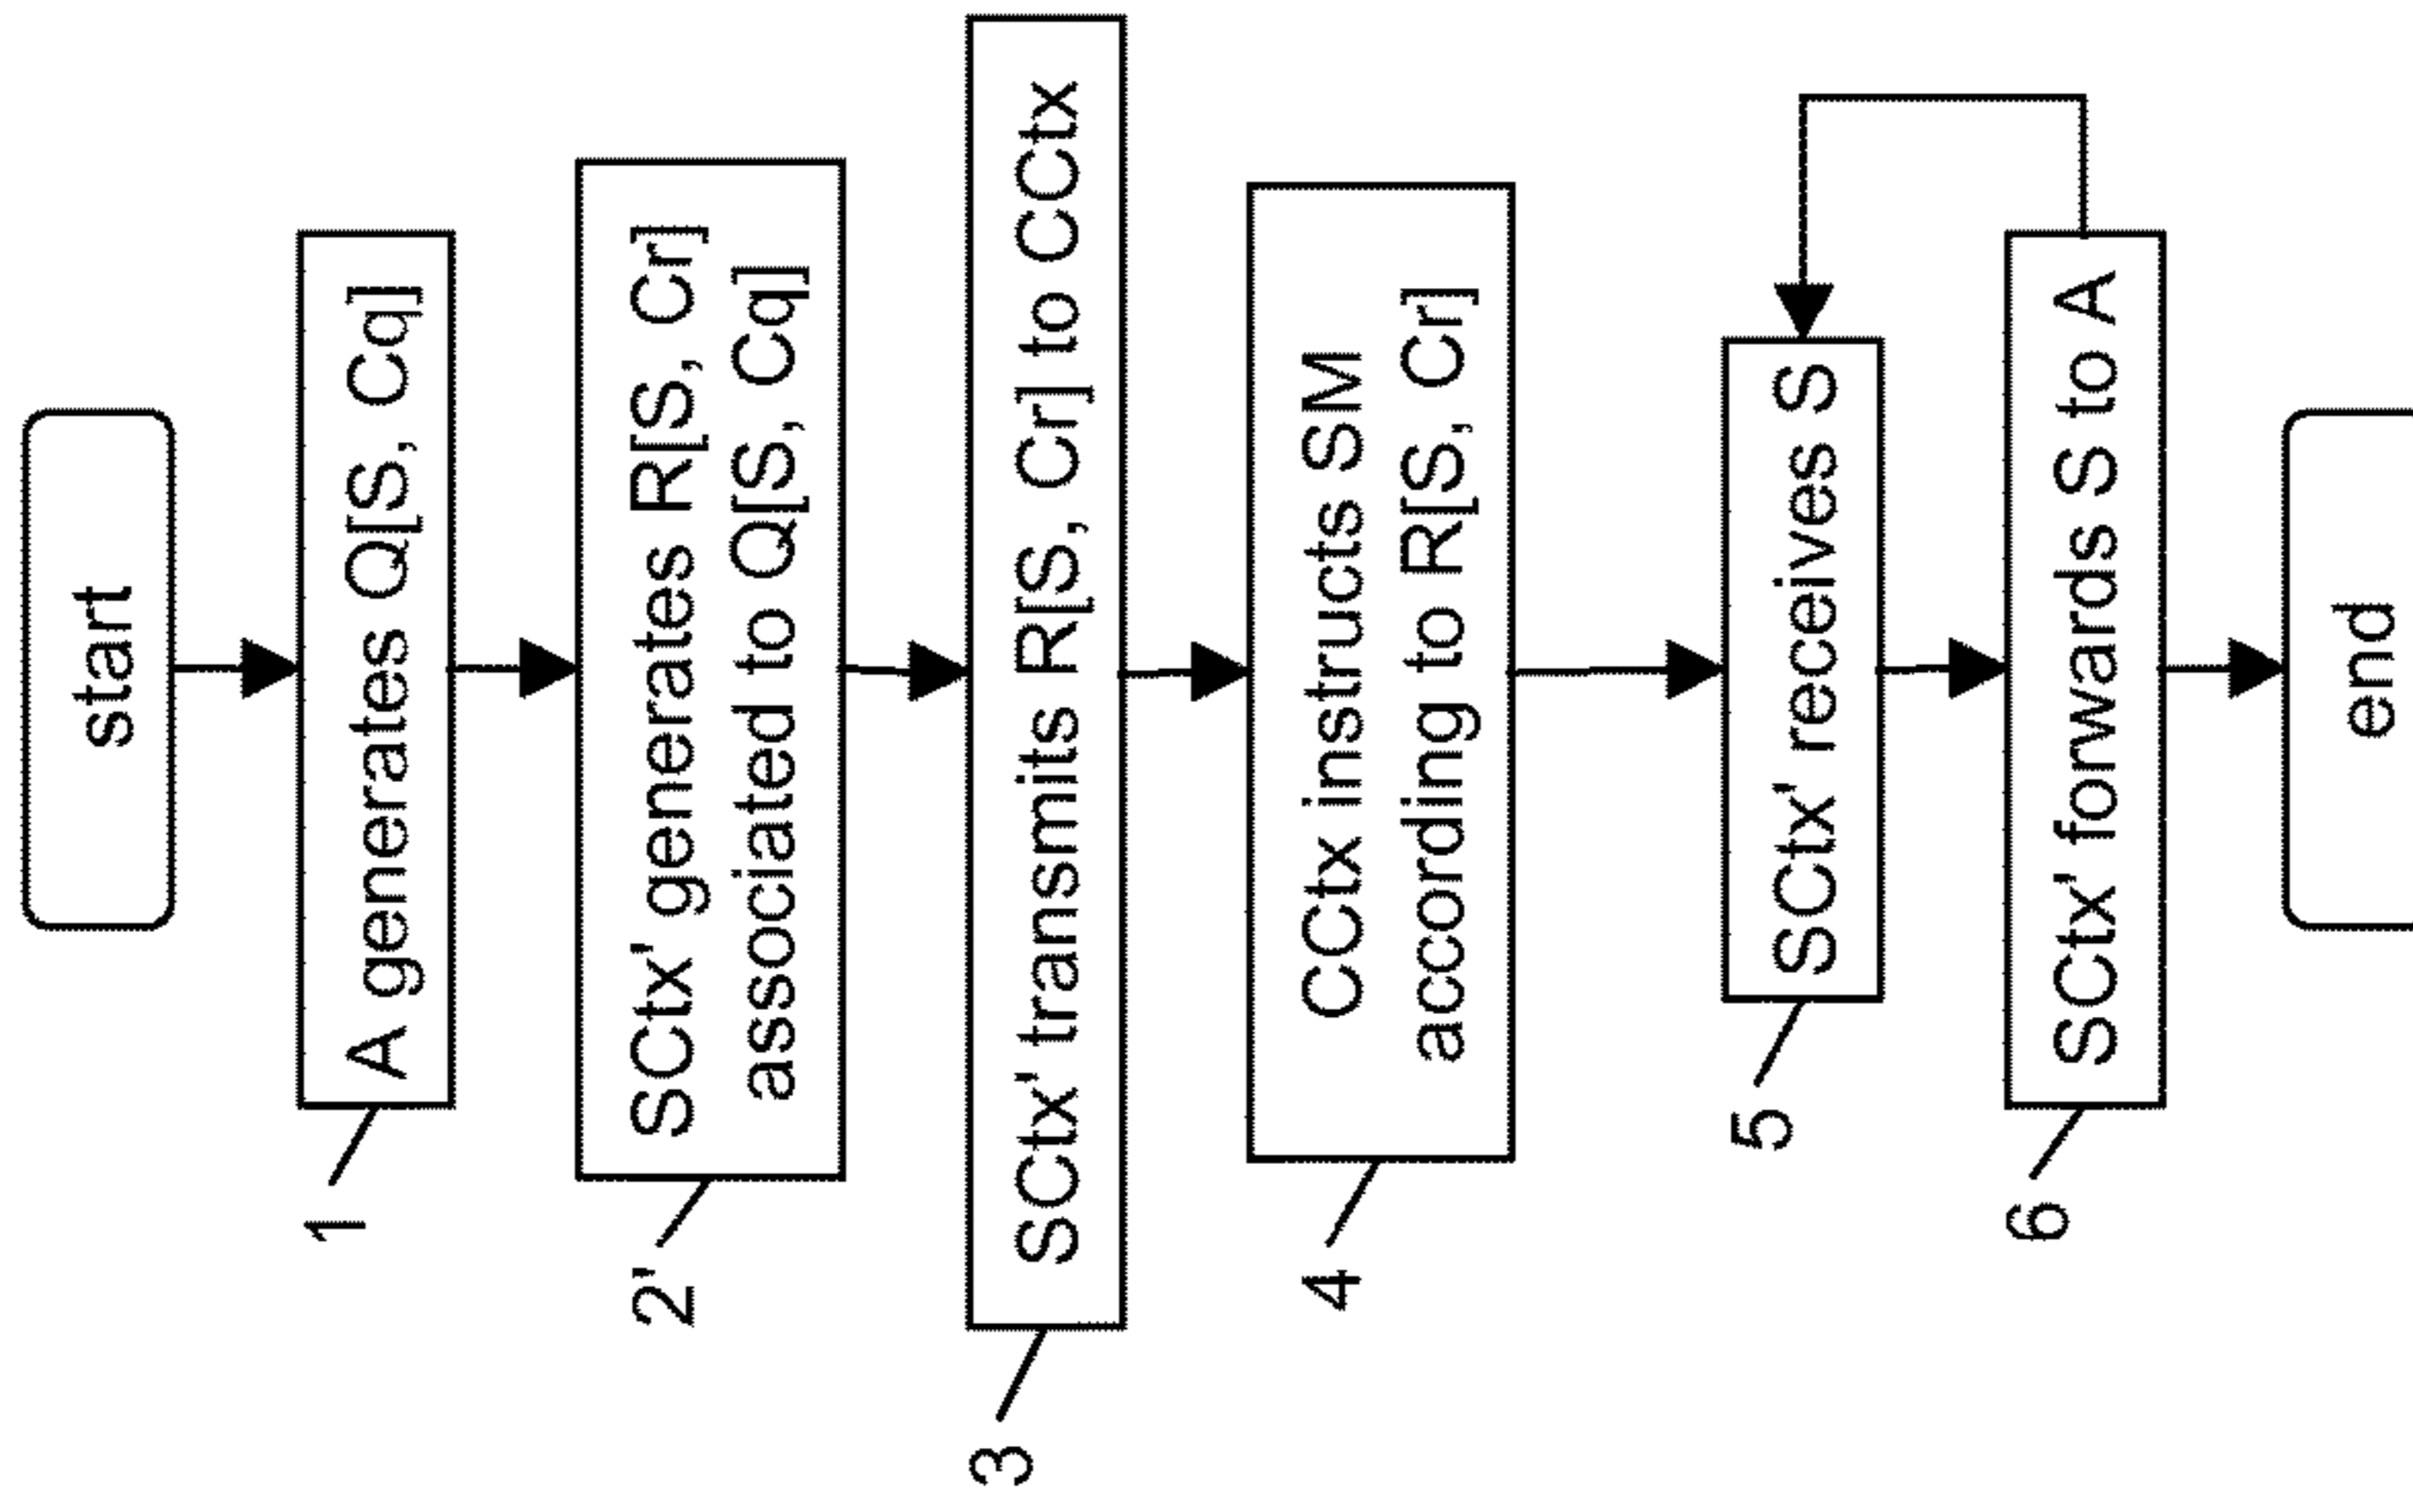 start
1
A generates Q[S, Cq]
2'
SCtx' generates R[S, Cr]
associated to Q[S, Cq]
3
SCtx' transmits R[S, Cr] to CCtx
4
CCtx instructs SM
according to R[S, Cr]
5
SCtx' receives S
6
SCtx' forwards S to A
end